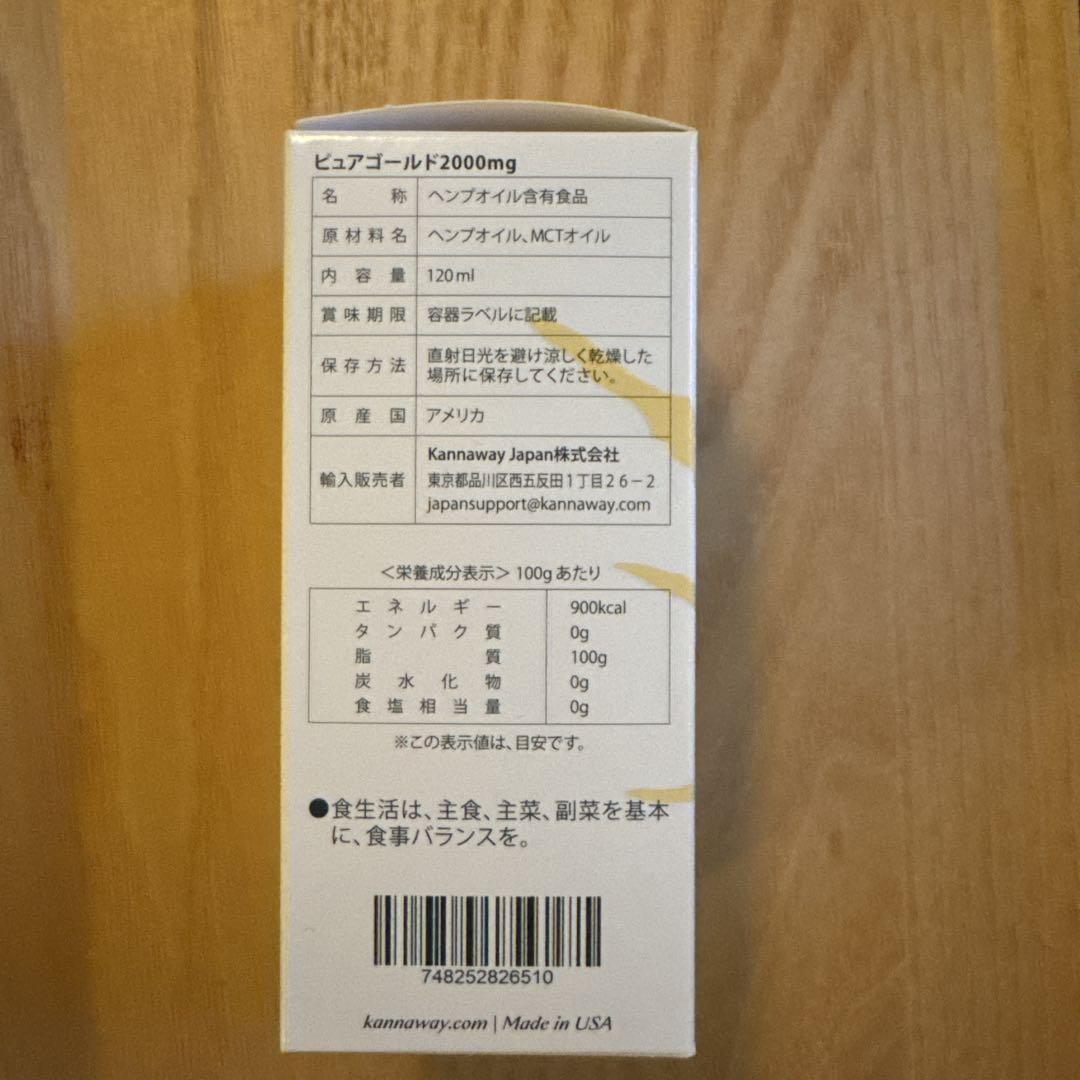 ピュアゴールド2000mg
名称 ヘンプオイル含有食品
原材料名 ヘンプオイル、MCTオイル
内容量 120ml
賞味期限 容器ラベルに記載
保存方法 直射日光を避け涼しく乾燥した
場所に保存してください。
原産国 アメリカ
輸入販売者 Kannaway Japan株式会社
東京都品川区西五反田1丁目26-2
japansupport@kannaway.com
<栄養成分表示> 100gあたり
エネルギー 900kcal
タンパク質 0g
脂質 100g
炭水化物 0g
食塩相当量 0g
※この表示値は、目安です。
●食生活は、主食、主菜、副菜を基本
に、食事バランスを。
748252826510
kannaway.com | Made in USA